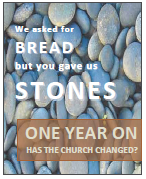 We asked for
BREAD
but you gave us
STONES
ONE YEAR ON
HAS THE CHURCH CHANGED?